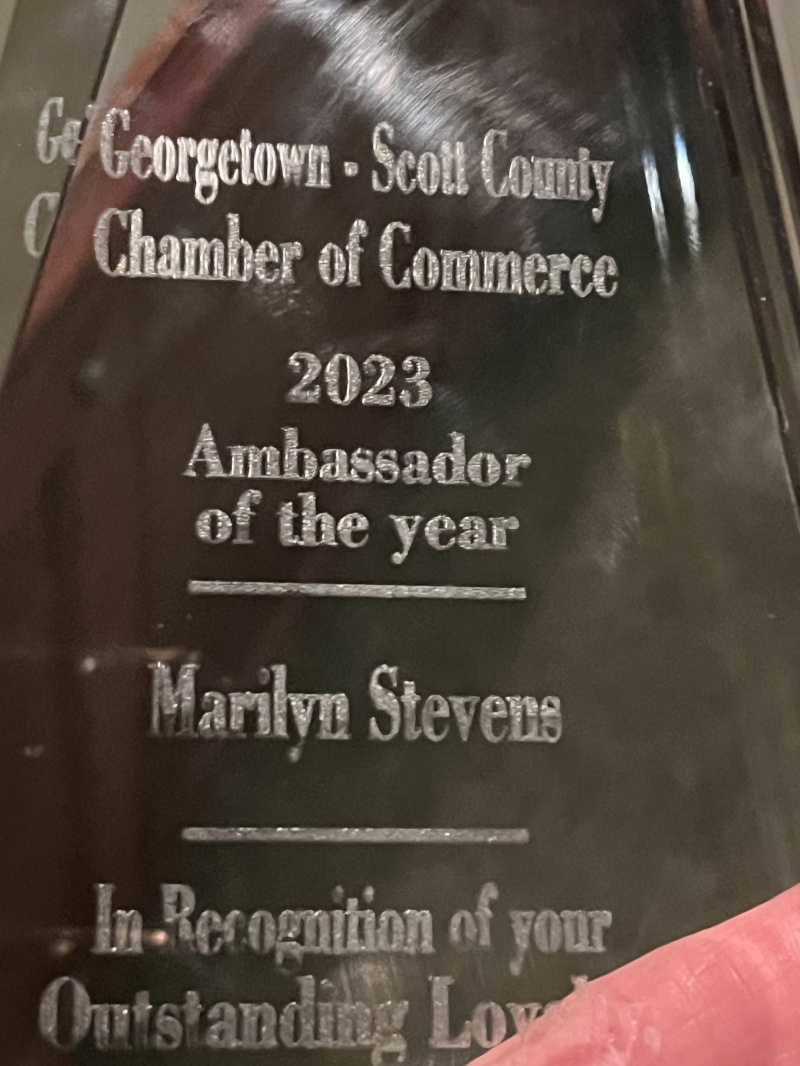 Georgetown - Scott County
Chamber of Commerce
2023
Ambassador
of the year
Marilyn Stevens
In Recognition of your
Outstanding